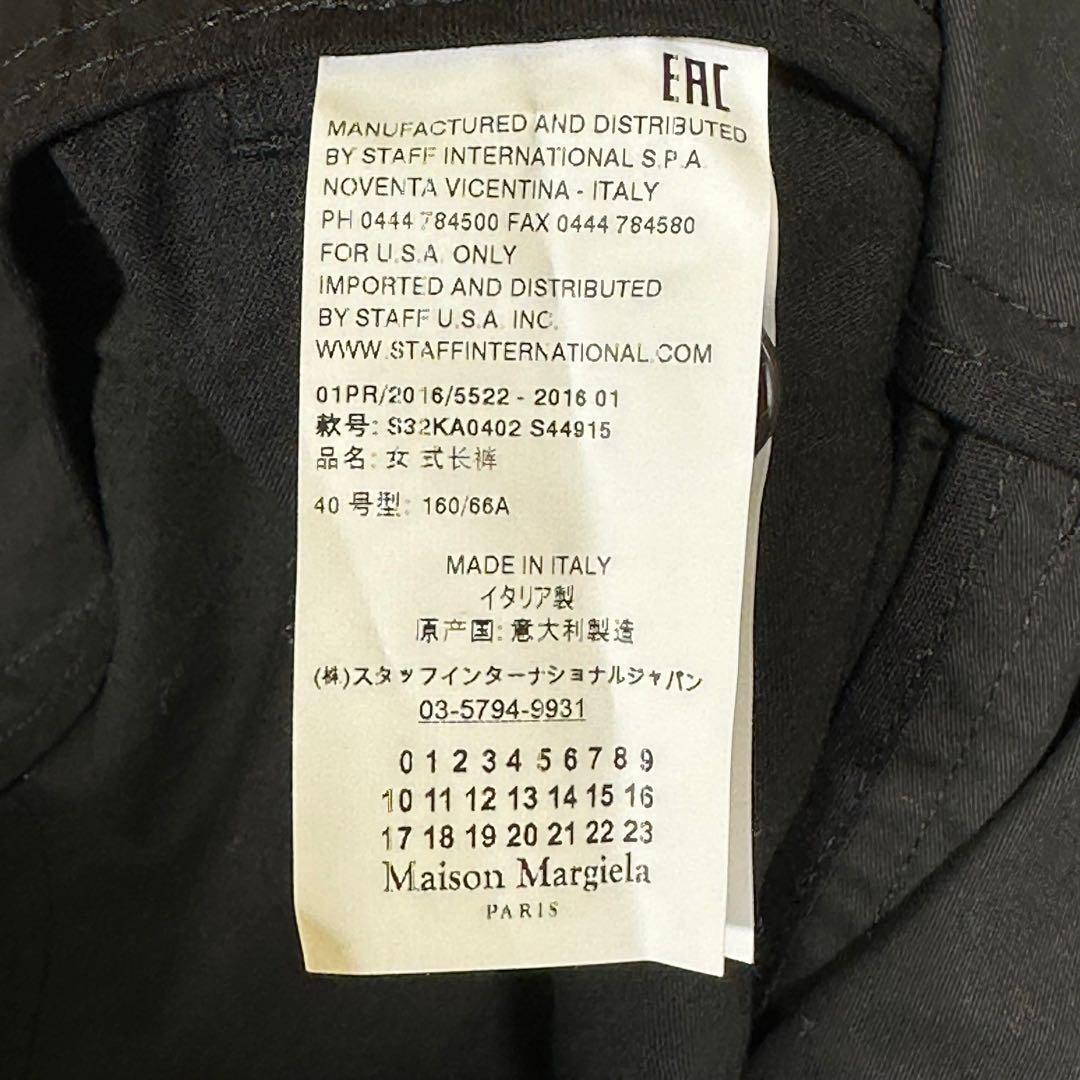 EAC
MANUFACTURED AND DISTRIBUTED
BY STAFF INTERNATIONAL S.P.A.
NOVENTA VICENTINA - ITALY
PH 0444 784500 FAX 0444 784580
FOR U.S.A. ONLY
IMPORTED AND DISTRIBUTED
BY STAFF U.S.A. INC.
WWW.STAFFINTERNATIONAL.COM
01PR/2016/5522 - 2016 01
款号: S32KA0402 S44915
品名: 女 式长裤
40 号型: 160/66A
MADE IN ITALY
イタリア製
原产国: 意大利製造
(株)スタッフインターナショナルジャパン
03-5794-9931
0 1 2 3 4 5 6 7 8 9
10 11 12 13 14 15 16
17 18 19 20 21 22 23
Maison Margiela
PARIS